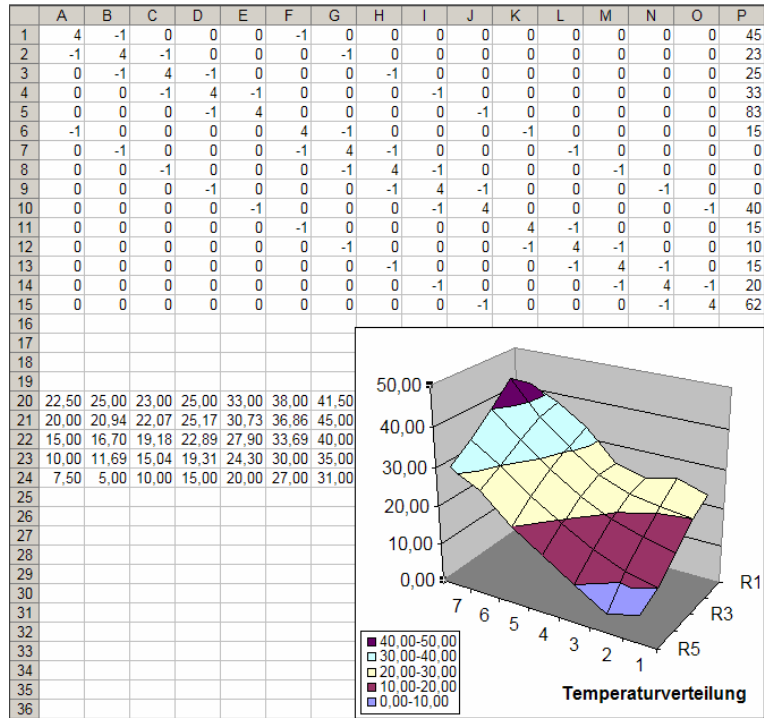 A B C D E F G H I J K L M N O P
1 4 -1 0 0 0 -1 0 0 0 0 0 0 0 0 0 45
2 -1 4 -1 0 0 0 -1 0 0 0 0 0 0 0 0 23
3 0 -1 4 -1 0 0 0 -1 0 0 0 0 0 0 0 25
4 0 0 -1 4 -1 0 0 0 -1 0 0 0 0 0 0 33
5 0 0 0 -1 4 0 0 0 0 -1 0 0 0 0 0 83
6 -1 0 0 0 0 4 -1 0 0 0 -1 0 0 0 0 15
7 0 -1 0 0 0 -1 4 -1 0 0 0 -1 0 0 0 0
8 0 0 -1 0 0 0 -1 4 -1 0 0 0 -1 0 0 0
9 0 0 0 -1 0 0 0 -1 4 -1 0 0 0 -1 0 0
10 0 0 0 0 -1 0 0 0 -1 4 0 0 0 0 -1 40
11 0 0 0 0 0 -1 0 0 0 0 4 -1 0 0 0 15
12 0 0 0 0 0 0 -1 0 0 0 -1 4 -1 0 0 10
13 0 0 0 0 0 0 0 -1 0 0 0 -1 4 -1 0 15
14 0 0 0 0 0 0 0 0 -1 0 0 0 -1 4 -1 20
15 0 0 0 0 0 0 0 0 0 -1 0 0 0 -1 4 62
16
17
18
19
20 22,50 25,00 23,00 25,00 33,00 38,00 41,50
21 20,00 20,94 22,07 25,17 30,73 36,86 45,00
22 15,00 16,70 19,18 22,89 27,90 33,69 40,00
23 10,00 11,69 15,04 19,31 24,30 30,00 35,00
24 7,50 5,00 10,00 15,00 20,00 27,00 31,00
25
26
27
28
29
30
31
32
33
34
35
36
50,00
40,00
30,00
20,00
10,00
0,00
7 6 5 4 3 2 1
R1
R3
R5
40,00-50,00
30,00-40,00
20,00-30,00
10,00-20,00
0,00-10,00
Temperaturverteilung